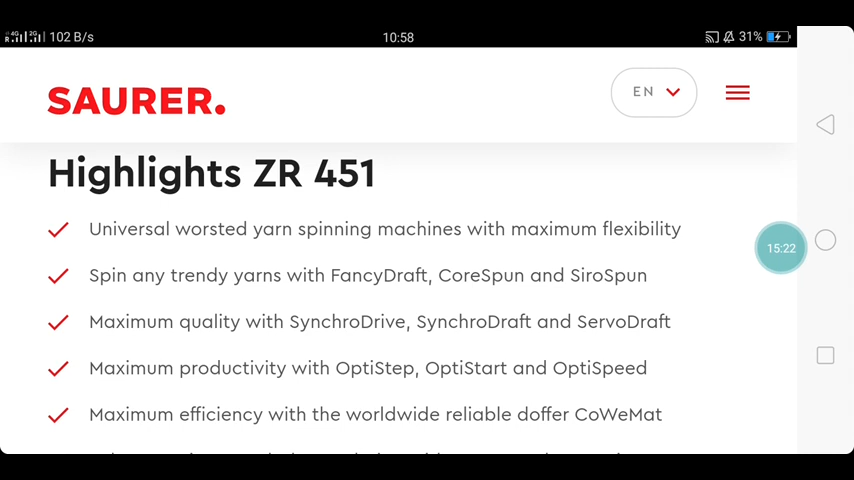 4G 2G 102 B/s 10:58 31%
SAURER. EN
Highlights ZR 451
Universal worsted yarn spinning machines with maximum flexibility
15:22
Spin any trendy yarns with FancyDraft, CoreSpun and SiroSpun
Maximum quality with SynchroDrive, SynchroDraft and ServoDraft
Maximum productivity with OptiStep, OptiStart and OptiSpeed
Maximum efficiency with the worldwide reliable doffer CoWeMat